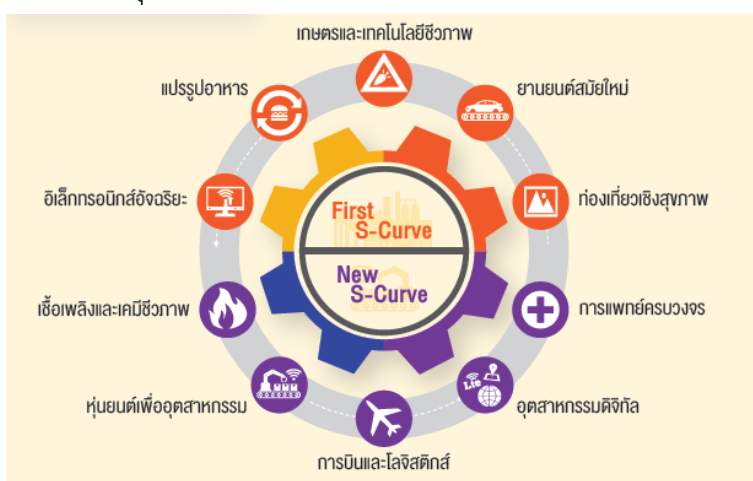 เกษตรและเทคโนโลยีชีวภาพ
แปรรูปอาหาร
ยานยนต์สมัยใหม่
อิเล็กทรอนิกส์อัจฉริยะ
ท่องเที่ยวเชิงสุขภาพ
First
S-Curve
New
S-Curve
เชื้อเพลิงและเคมีชีวภาพ
การแพทย์ครบวงจร
หุ่นยนต์เพื่ออุตสาหกรรม
Lte
อุตสาหกรรมดิจิทัล
การบินและโลจิสติกส์